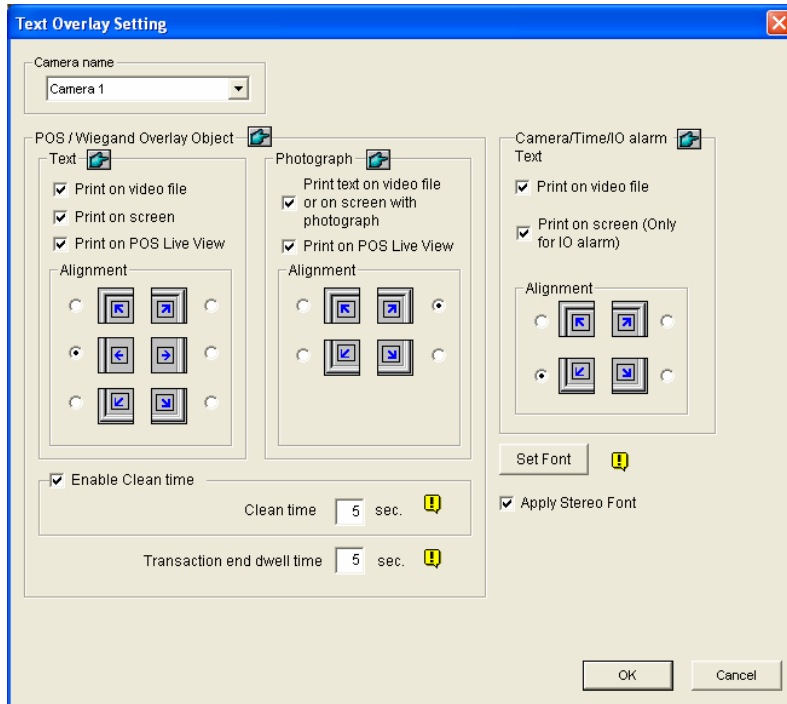 Text Overlay Setting
Camera name
Camera 1
POS / Wiegand Overlay Object
Text
Print on video file
Print on screen
Print on POS Live View
Alignment
Photograph
Print text on video file
or on screen with
photograph
Print on POS Live View
Alignment
Enable Clean time
Clean time 5 sec.
Transaction end dwell time 5 sec.
Camera/Time/IO alarm
Text
Print on video file
Print on screen (Only
for IO alarm)
Alignment
Set Font
Apply Stereo Font
OK
Cancel